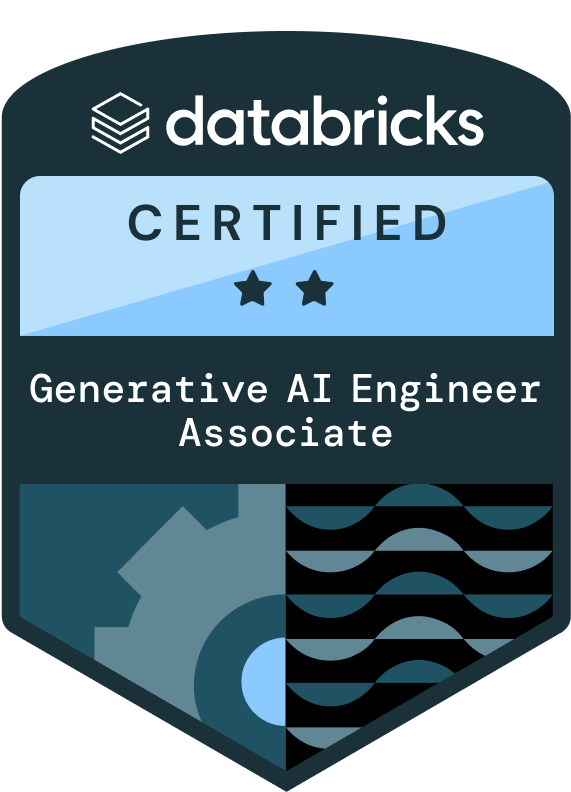 databricks
CERTIFIED
Generative AI Engineer
Associate